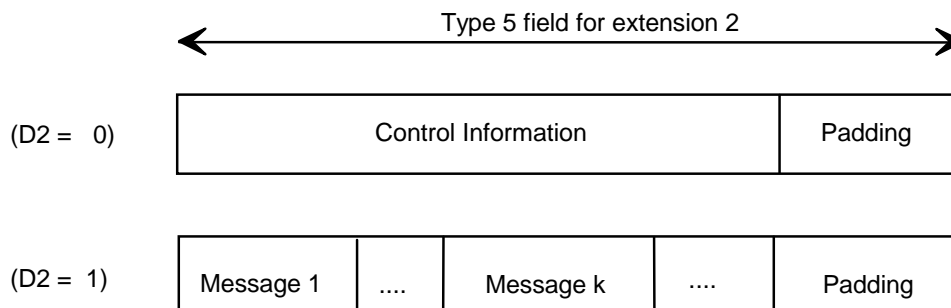 Type 5 field for extension 2
(D2 = 0) Control Information Padding
(D2 = 1) Message 1 .... Message k .... Padding